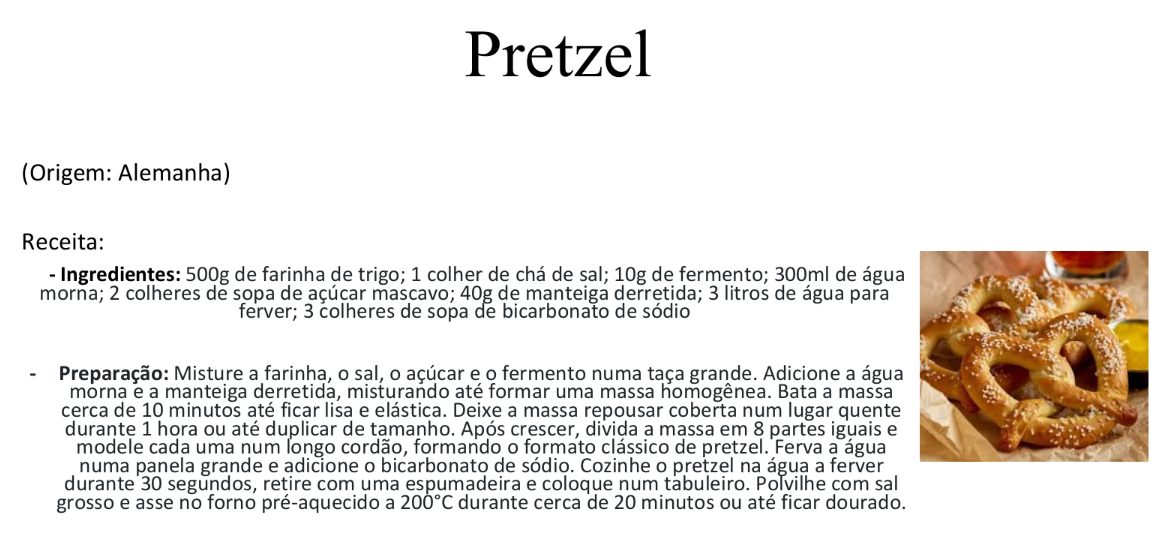 Pretzel
(Origem: Alemanha)
Receita:
- Ingredientes: 500g de farinha de trigo; 1 colher de chá de sal; 10g de fermento; 300ml de água
morna; 2 colheres de sopa de açúcar mascavo; 40g de manteiga derretida; 3 litros de água para
ferver; 3 colheres de sopa de bicarbonato de sódio
- Preparação: Misture a farinha, o sal, o açúcar e o fermento numa taça grande. Adicione a água
morna e a manteiga derretida, misturando até formar uma massa homogênea. Bata a massa
cerca de 10 minutos até ficar lisa e elástica. Deixe a massa repousar coberta num lugar quente
durante 1 hora ou até duplicar de tamanho. Após crescer, divida a massa em 8 partes iguais e
modele cada uma num longo cordão, formando o formato clássico de pretzel. Ferva a água
numa panela grande e adicione o bicarbonato de sódio. Cozinhe o pretzel na água a ferver
durante 30 segundos, retire com uma espumadeira e coloque num tabuleiro. Polvilhe com sal
grosso e asse no forno pré-aquecido a 200°C durante cerca de 20 minutos ou até ficar dourado.